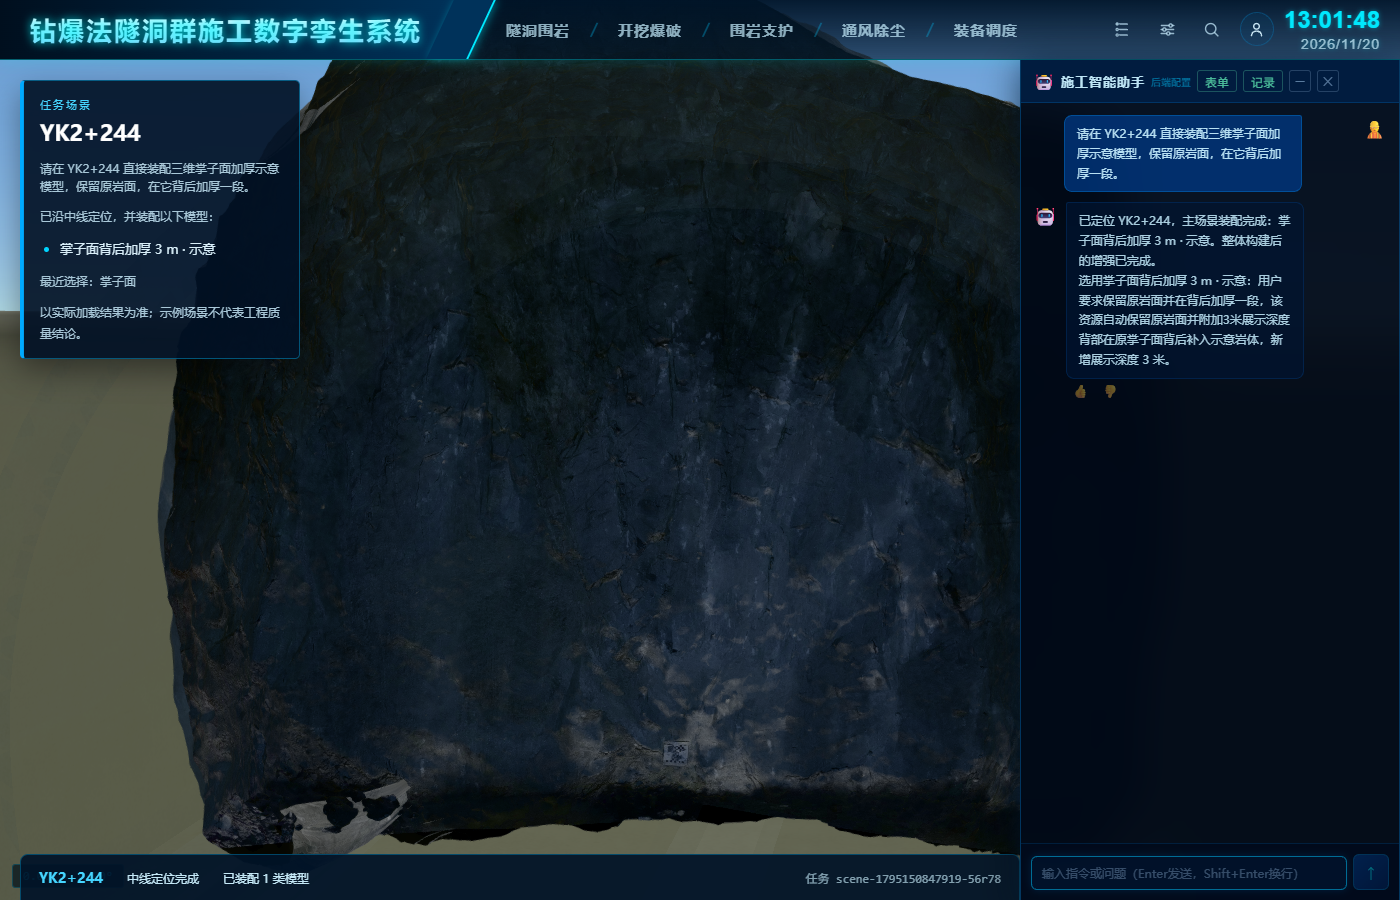 钻爆法隧洞群施工数字孪生系统
隧洞围岩 / 开挖爆破 / 围岩支护 / 通风除尘 / 装备调度
13:01:48
2026/11/20
任务场景
YK2+244
请在 YK2+244 直接装配三维掌子面加厚示意
模型，保留原岩面，在它背后加厚一段。
已沿中线定位，并装配以下模型：
掌子面背后加厚 3 m · 示意
最近选择：掌子面
以实际加载结果为准；示例场景不代表工程质
量结论。
施工智能助手 后端配置 表单 记录
请在 YK2+244 直接装配三维掌子面加
厚示意模型，保留原岩面，在它背后加
厚一段。
已定位 YK2+244，主场景装配完成：掌
子面背后加厚 3 m · 示意。整体构建后
的增强已完成。
选用掌子面背后加厚 3 m · 示意：用户
要求保留原岩面并在背后加厚一段，该
资源自动保留原岩面并附加3米展示深度
背部在原掌子面背后补入示意岩体，新
增展示深度 3 米。
输入指令或问题（Enter发送，Shift+Enter换行）
YK2+244 中线定位完成 已装配 1 类模型
任务 scene-1795150847919-56r78